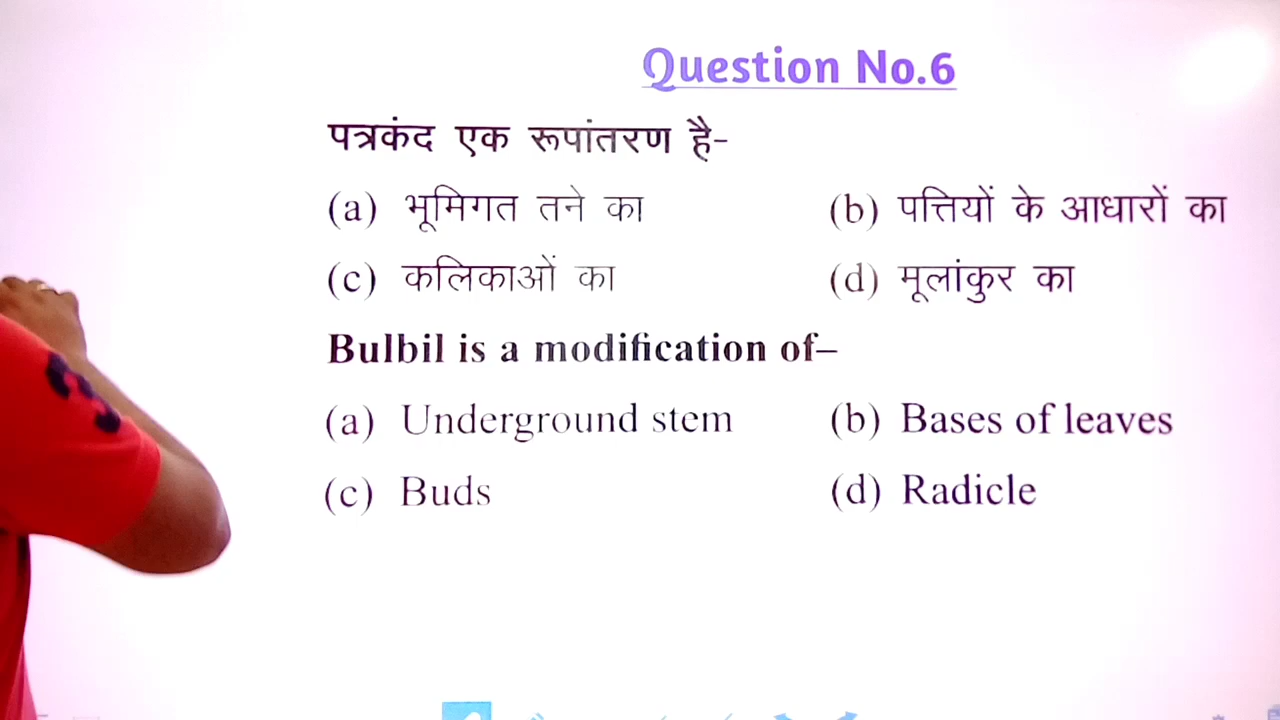 Question No.6
पत्रकंद एक रूपांतरण है-
(a) भूमिगत तने का (b) पत्तियों के आधारों का
(c) कलिकाओं का (d) मूलांकुर का
Bulbil is a modification of–
(a) Underground stem (b) Bases of leaves
(c) Buds (d) Radicle